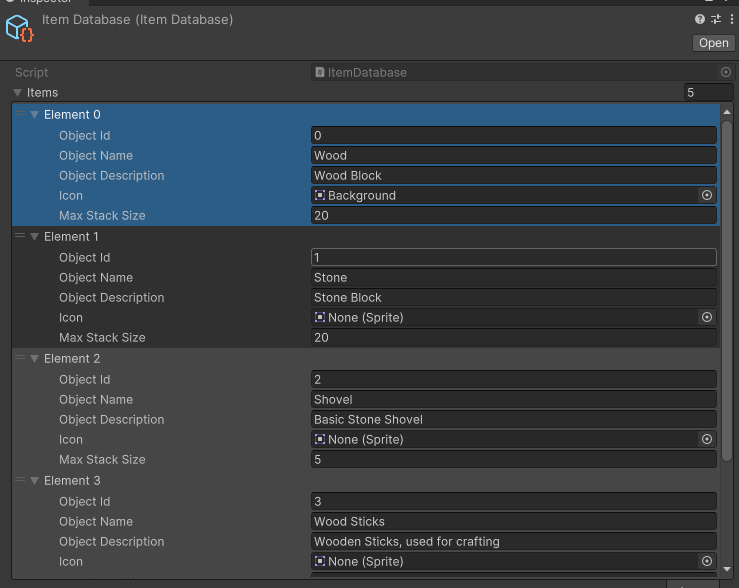 Inspector
Item Database (Item Database)
Open
Script ItemDatabase
Items 5
Element 0
Object Id 0
Object Name Wood
Object Description Wood Block
Icon Background
Max Stack Size 20
Element 1
Object Id 1
Object Name Stone
Object Description Stone Block
Icon None (Sprite)
Max Stack Size 20
Element 2
Object Id 2
Object Name Shovel
Object Description Basic Stone Shovel
Icon None (Sprite)
Max Stack Size 5
Element 3
Object Id 3
Object Name Wood Sticks
Object Description Wooden Sticks, used for crafting
Icon None (Sprite)